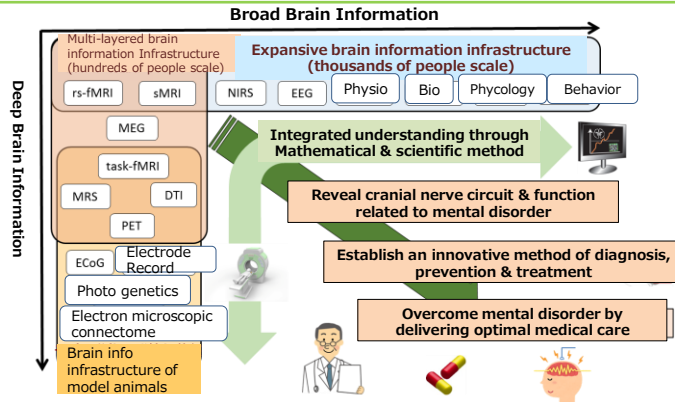 Broad Brain Information
Deep Brain Information
Multi-layered brain
information Infrastructure
(hundreds of people scale)
Expansive brain information infrastructure
(thousands of people scale)
rs-fMRI
sMRI
NIRS
EEG
Physio
Bio
Phycology
Behavior
MEG
task-fMRI
MRS
DTI
PET
ECoG
Electrode
Record
Photo genetics
Electron microscopic
connectome
Brain info
infrastructure of
model animals
Integrated understanding through
Mathematical & scientific method
Reveal cranial nerve circuit & function
related to mental disorder
Establish an innovative method of diagnosis,
prevention & treatment
Overcome mental disorder by
delivering optimal medical care